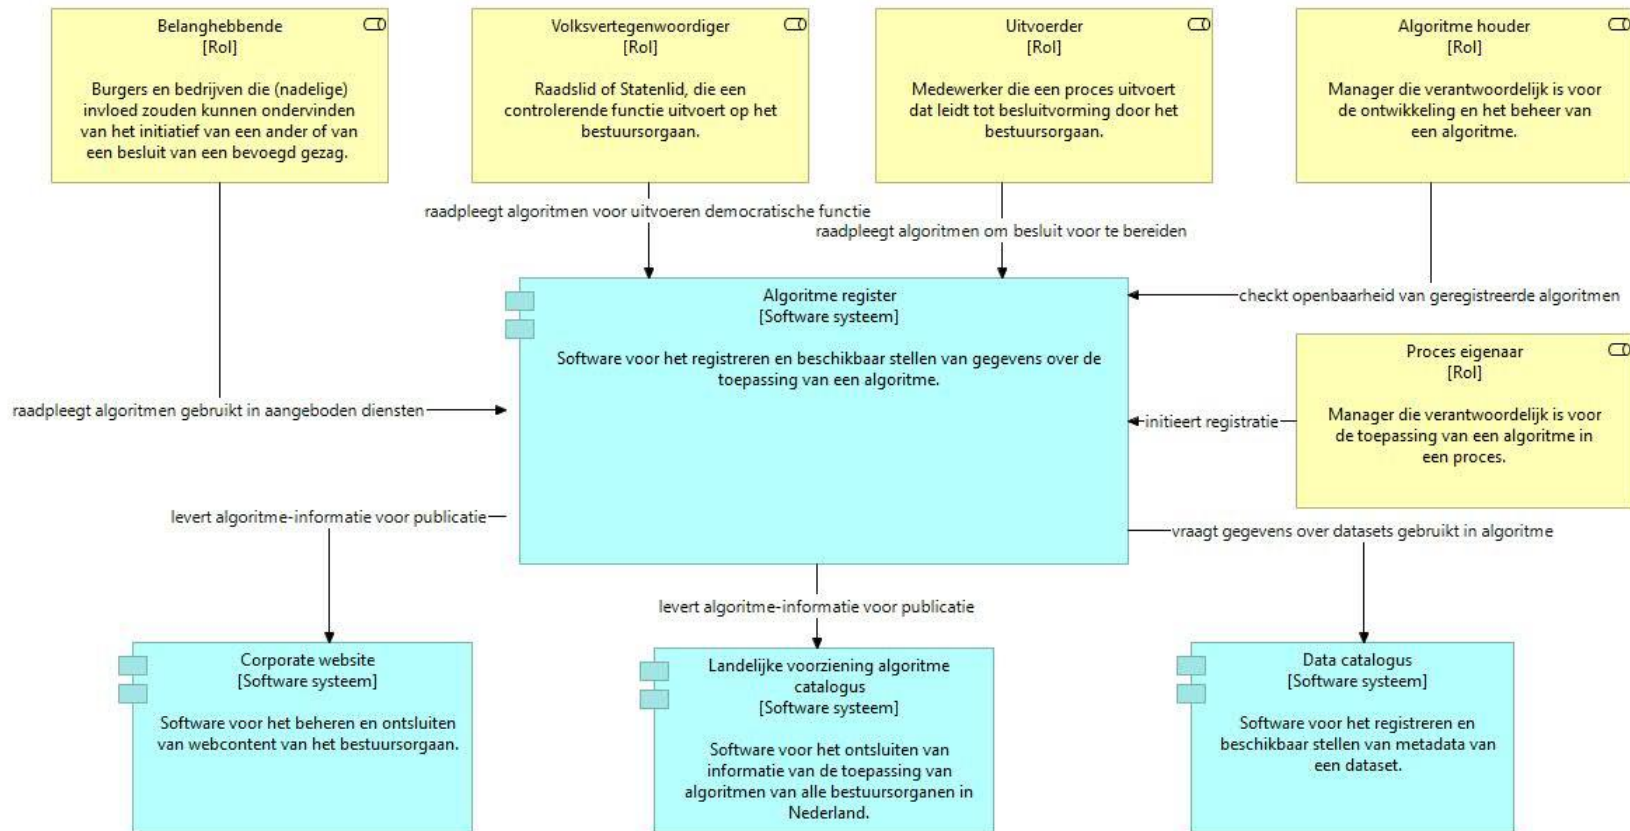 Belanghebbende
[Rol]
Burgers en bedrijven die (nadelige)
invloed zouden kunnen ondervinden
van het initiatief van een ander of van
een besluit van een bevoegd gezag.
Volksvertegenwoordiger
[Rol]
Raadslid of Statenlid, die een
controlerende functie uitvoert op het
bestuursorgaan.
Uitvoerder
[Rol]
Medewerker die een proces uitvoert
dat leidt tot besluitvorming door het
bestuursorgaan.
Algoritme houder
[Rol]
Manager die verantwoordelijk is voor
de ontwikkeling en het beheer van
een algoritme.
raadpleegt algoritmen voor uitvoeren democratische functie
raadpleegt algoritmen om besluit voor te bereiden
checkt openbaarheid van geregistreerde algoritmen
Algoritme register
[Software systeem]
Software voor het registreren en beschikbaar stellen van gegevens over de
toepassing van een algoritme.
Proces eigenaar
[Rol]
Manager die verantwoordelijk is voor
de toepassing van een algoritme in
een proces.
raadpleegt algoritmen gebruikt in aangeboden diensten
initieert registratie
levert algoritme-informatie voor publicatie
vraagt gegevens over datasets gebruikt in algoritme
levert algoritme-informatie voor publicatie
Corporate website
[Software systeem]
Software voor het beheren en ontsluiten
van webcontent van het bestuursorgaan.
Landelijke voorziening algoritme
catalogus
[Software systeem]
Software voor het ontsluiten van
informatie van de toepassing van
algoritmen van alle bestuursorganen in
Nederland.
Data catalogus
[Software systeem]
Software voor het registreren en
beschikbaar stellen van metadata van
een dataset.